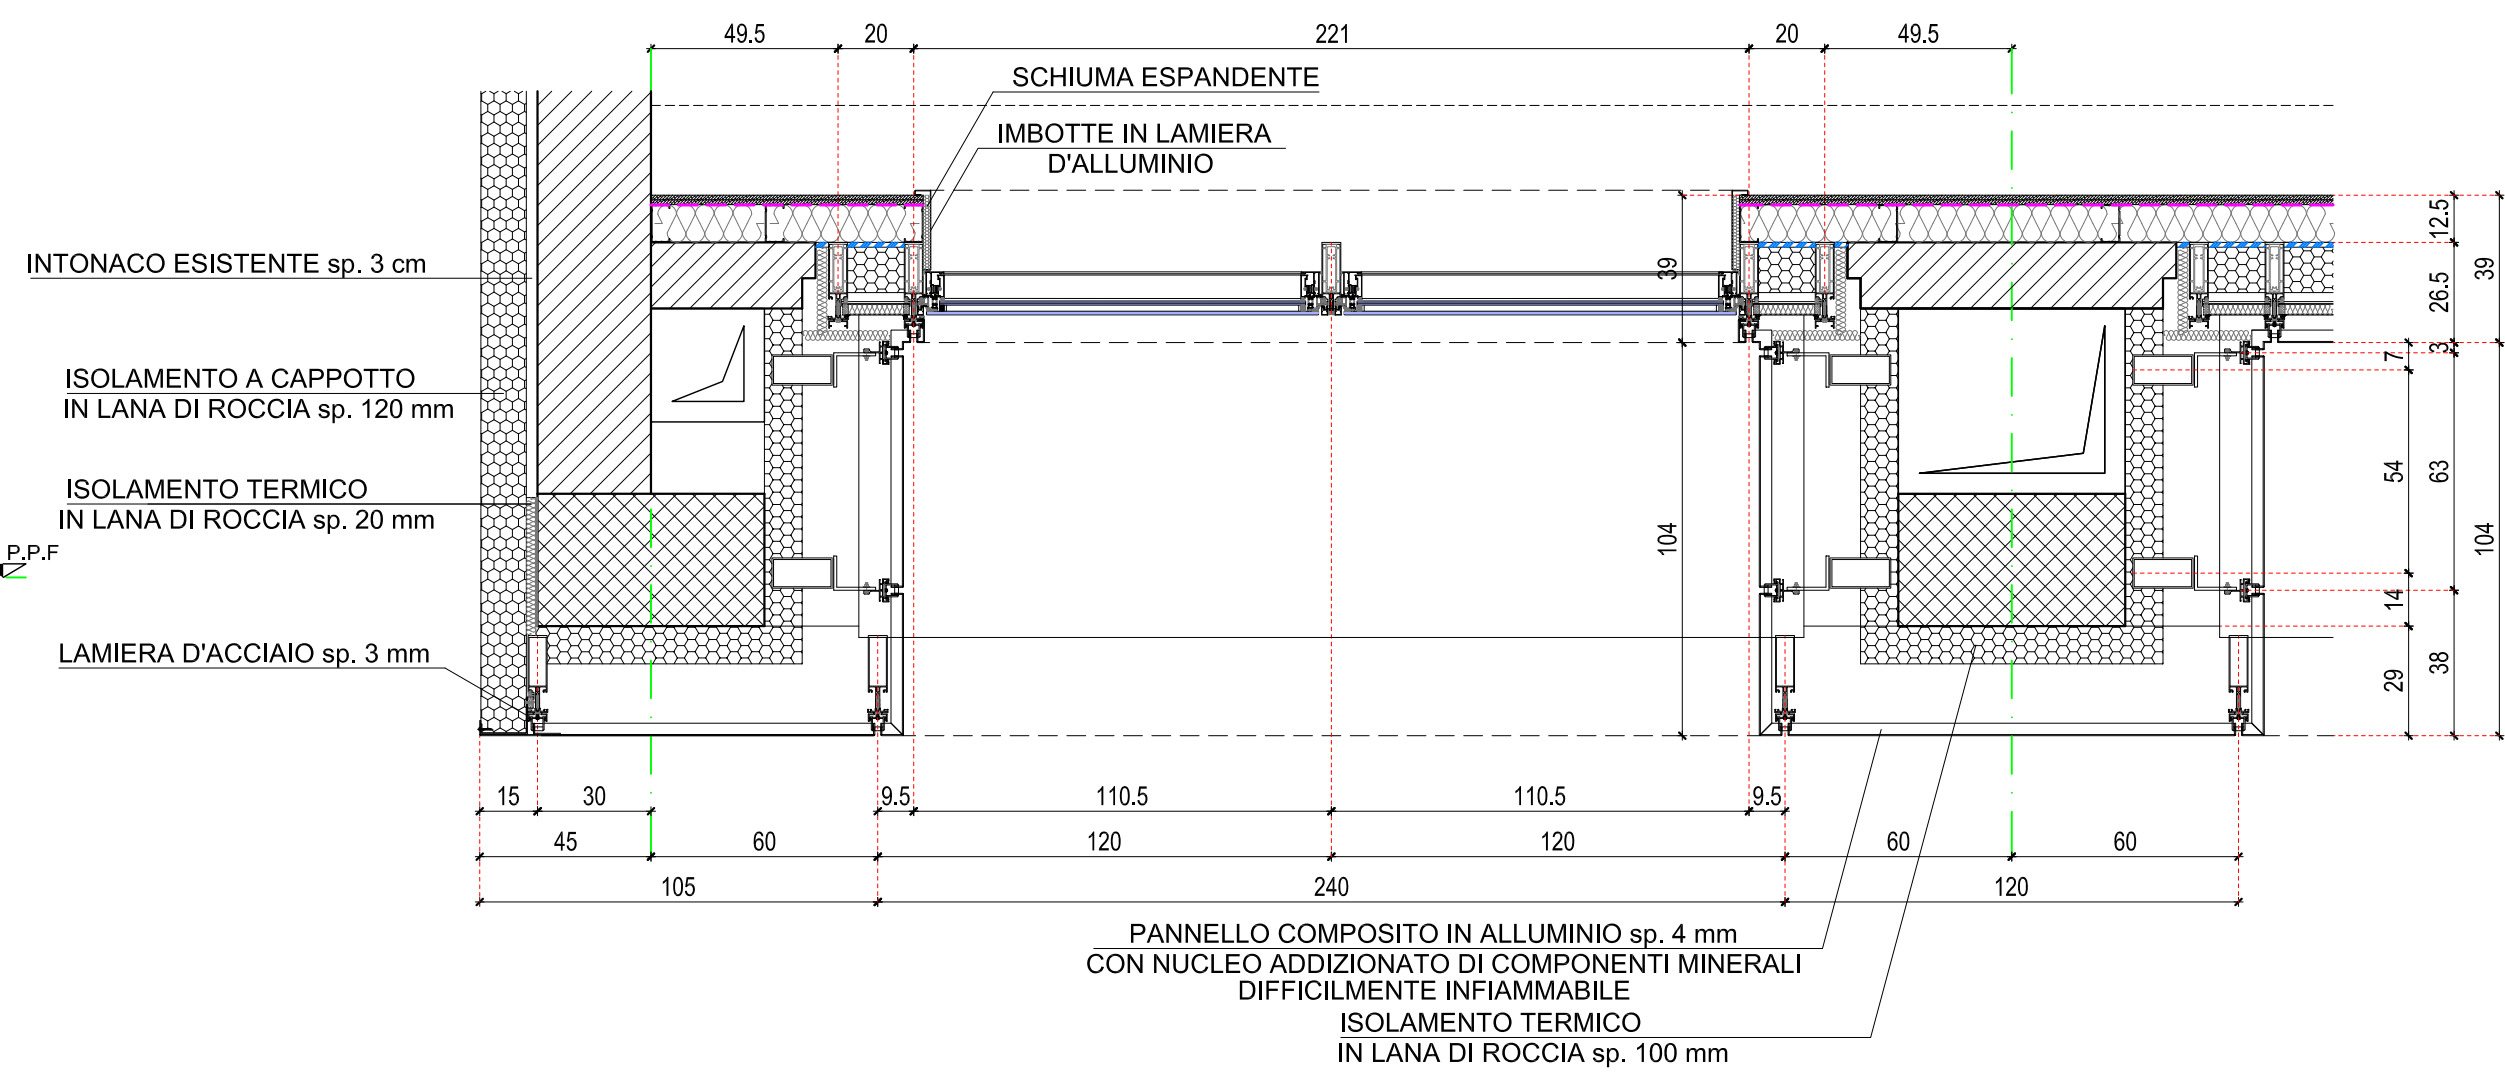 49.5 20 221 20 49.5
SCHIUMA ESPANDENTE
IMBOTTE IN LAMIERA
D'ALLUMINIO
INTONACO ESISTENTE sp. 3 cm
ISOLAMENTO A CAPPOTTO
IN LANA DI ROCCIA sp. 120 mm
ISOLAMENTO TERMICO
IN LANA DI ROCCIA sp. 20 mm
P.P.F
LAMIERA D'ACCIAIO sp. 3 mm
39
104
12.5
26.5
3
63
38
39
104
7
54
14
29
15 30 9.5 110.5 110.5 9.5
45 60 120 120 60 60
105 240 120
PANNELLO COMPOSITO IN ALLUMINIO sp. 4 mm
CON NUCLEO ADDIZIONATO DI COMPONENTI MINERALI
DIFFICILMENTE INFIAMMABILE
ISOLAMENTO TERMICO
IN LANA DI ROCCIA sp. 100 mm